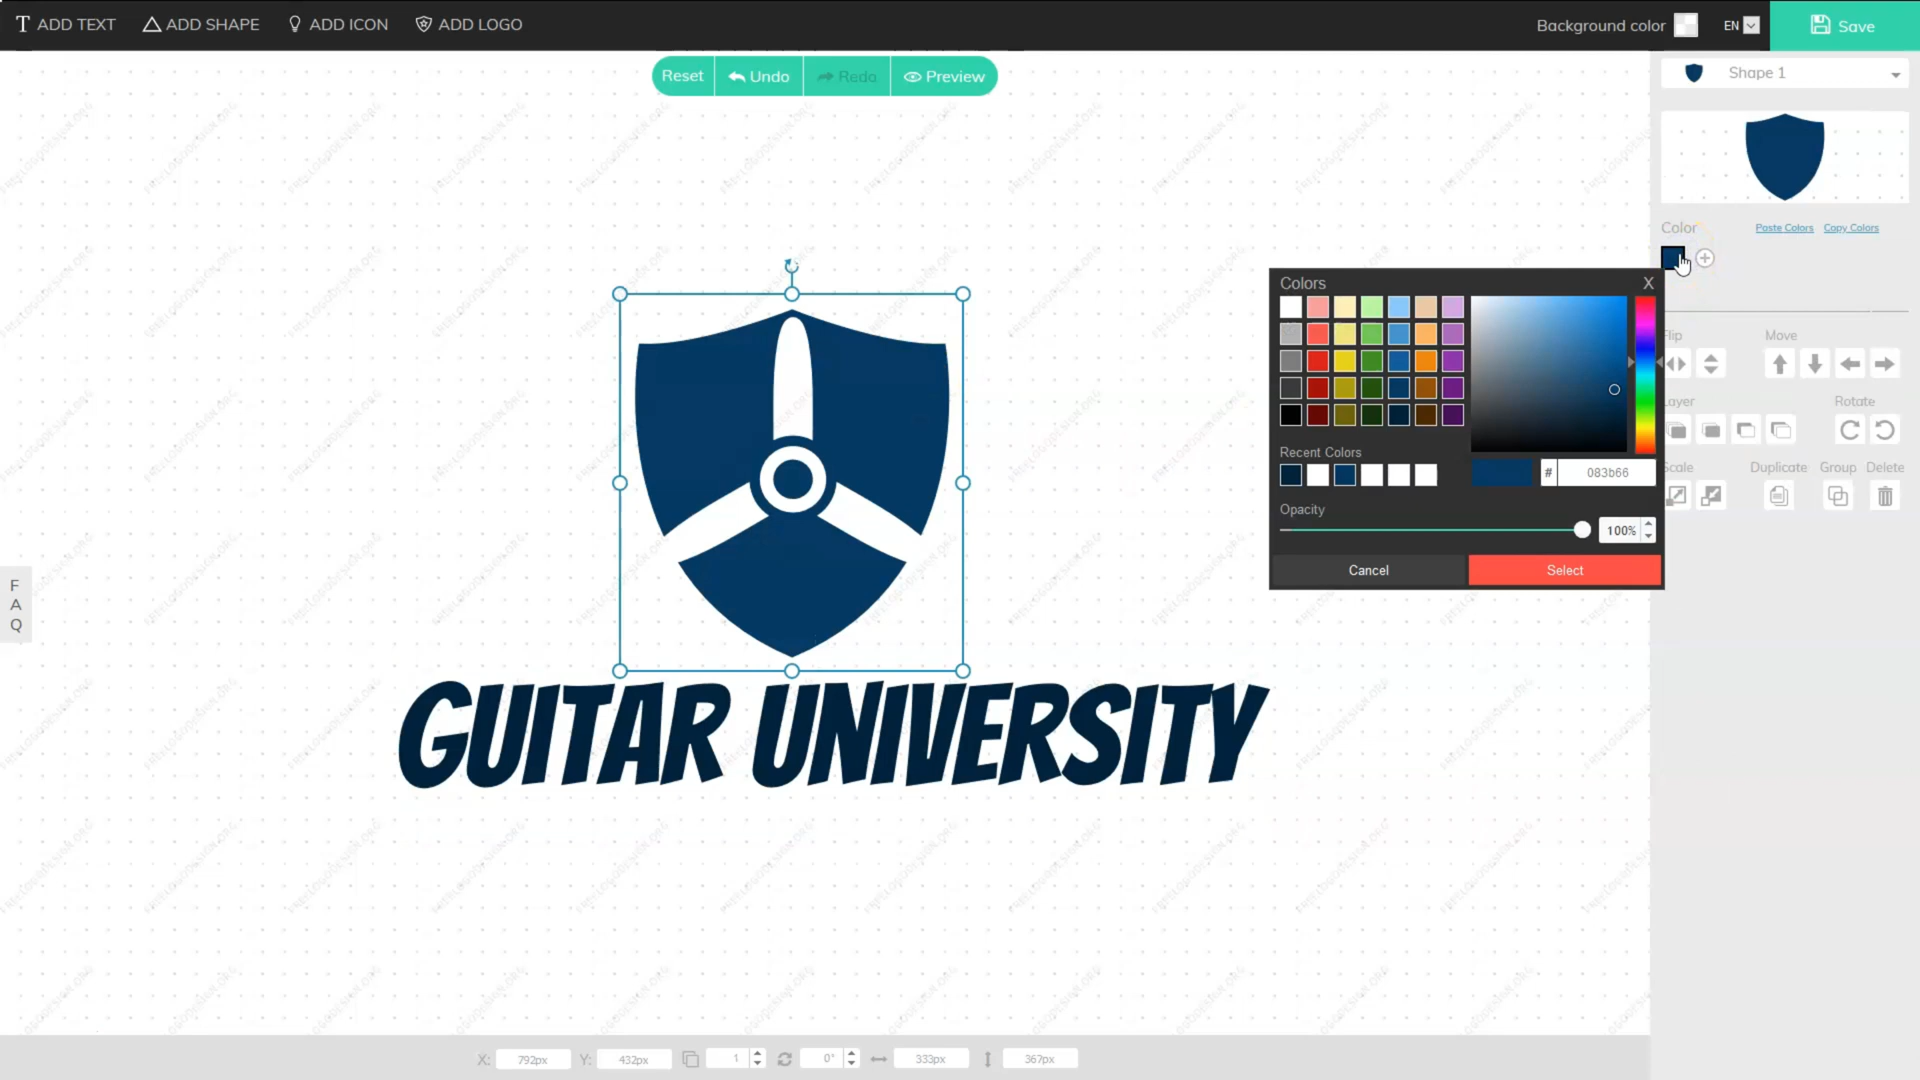 ADD TEXT
ADD SHAPE
ADD ICON
ADD LOGO
Background color
EN
Save
Reset
Undo
Redo
Preview
Shape 1
Color
Paste Colors
Copy Colors
Colors
X
Flip
Move
Layer
Rotate
Recent Colors
# 083b66
Scale
Duplicate
Group
Delete
Opacity
100%
Cancel
Select
F
A
Q
GUITAR UNIVERSITY
X: 792px
Y: 432px
1
0°
333px
367px
FREELOGODESIGN.ORG